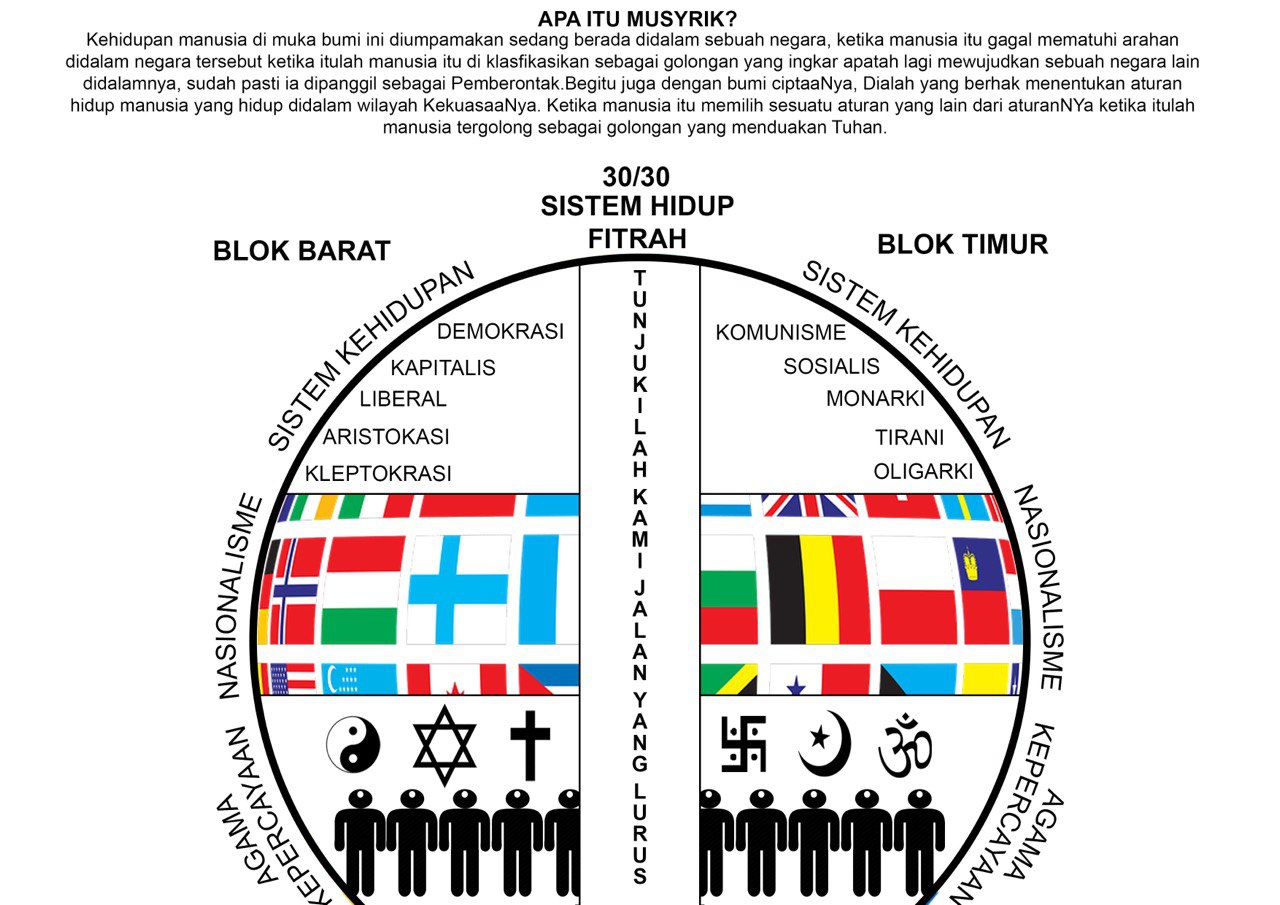 APA ITU MUSYRIK?
Kehidupan manusia di muka bumi ini diumpamakan sedang berada didalam sebuah negara, ketika manusia itu gagal mematuhi arahan
didalam negara tersebut ketika itulah manusia itu di klasfikasikan sebagai golongan yang ingkar apatah lagi mewujudkan sebuah negara lain
didalamnya, sudah pasti ia dipanggil sebagai Pemberontak.Begitu juga dengan bumi ciptaaNya, Dialah yang berhak menentukan aturan
hidup manusia yang hidup didalam wilayah KekuasaaNya. Ketika manusia itu memilih sesuatu aturan yang lain dari aturanNYa ketika itulah
manusia tergolong sebagai golongan yang menduakan Tuhan.
30/30
SISTEM HIDUP
FITRAH
BLOK BARAT
BLOK TIMUR
SISTEM KEHIDUPAN
DEMOKRASI
KAPITALIS
LIBERAL
ARISTOKASI
KLEPTOKRASI
NASIONALISME
AGAMA
KEPERCAYAAN
TUNJUKILAH KAMI JALAN YANG LURUS
SISTEM KEHIDUPAN
KOMUNISME
SOSIALIS
MONARKI
TIRANI
OLIGARKI
NASIONALISME
AGAMA
KEPERCAYAAN